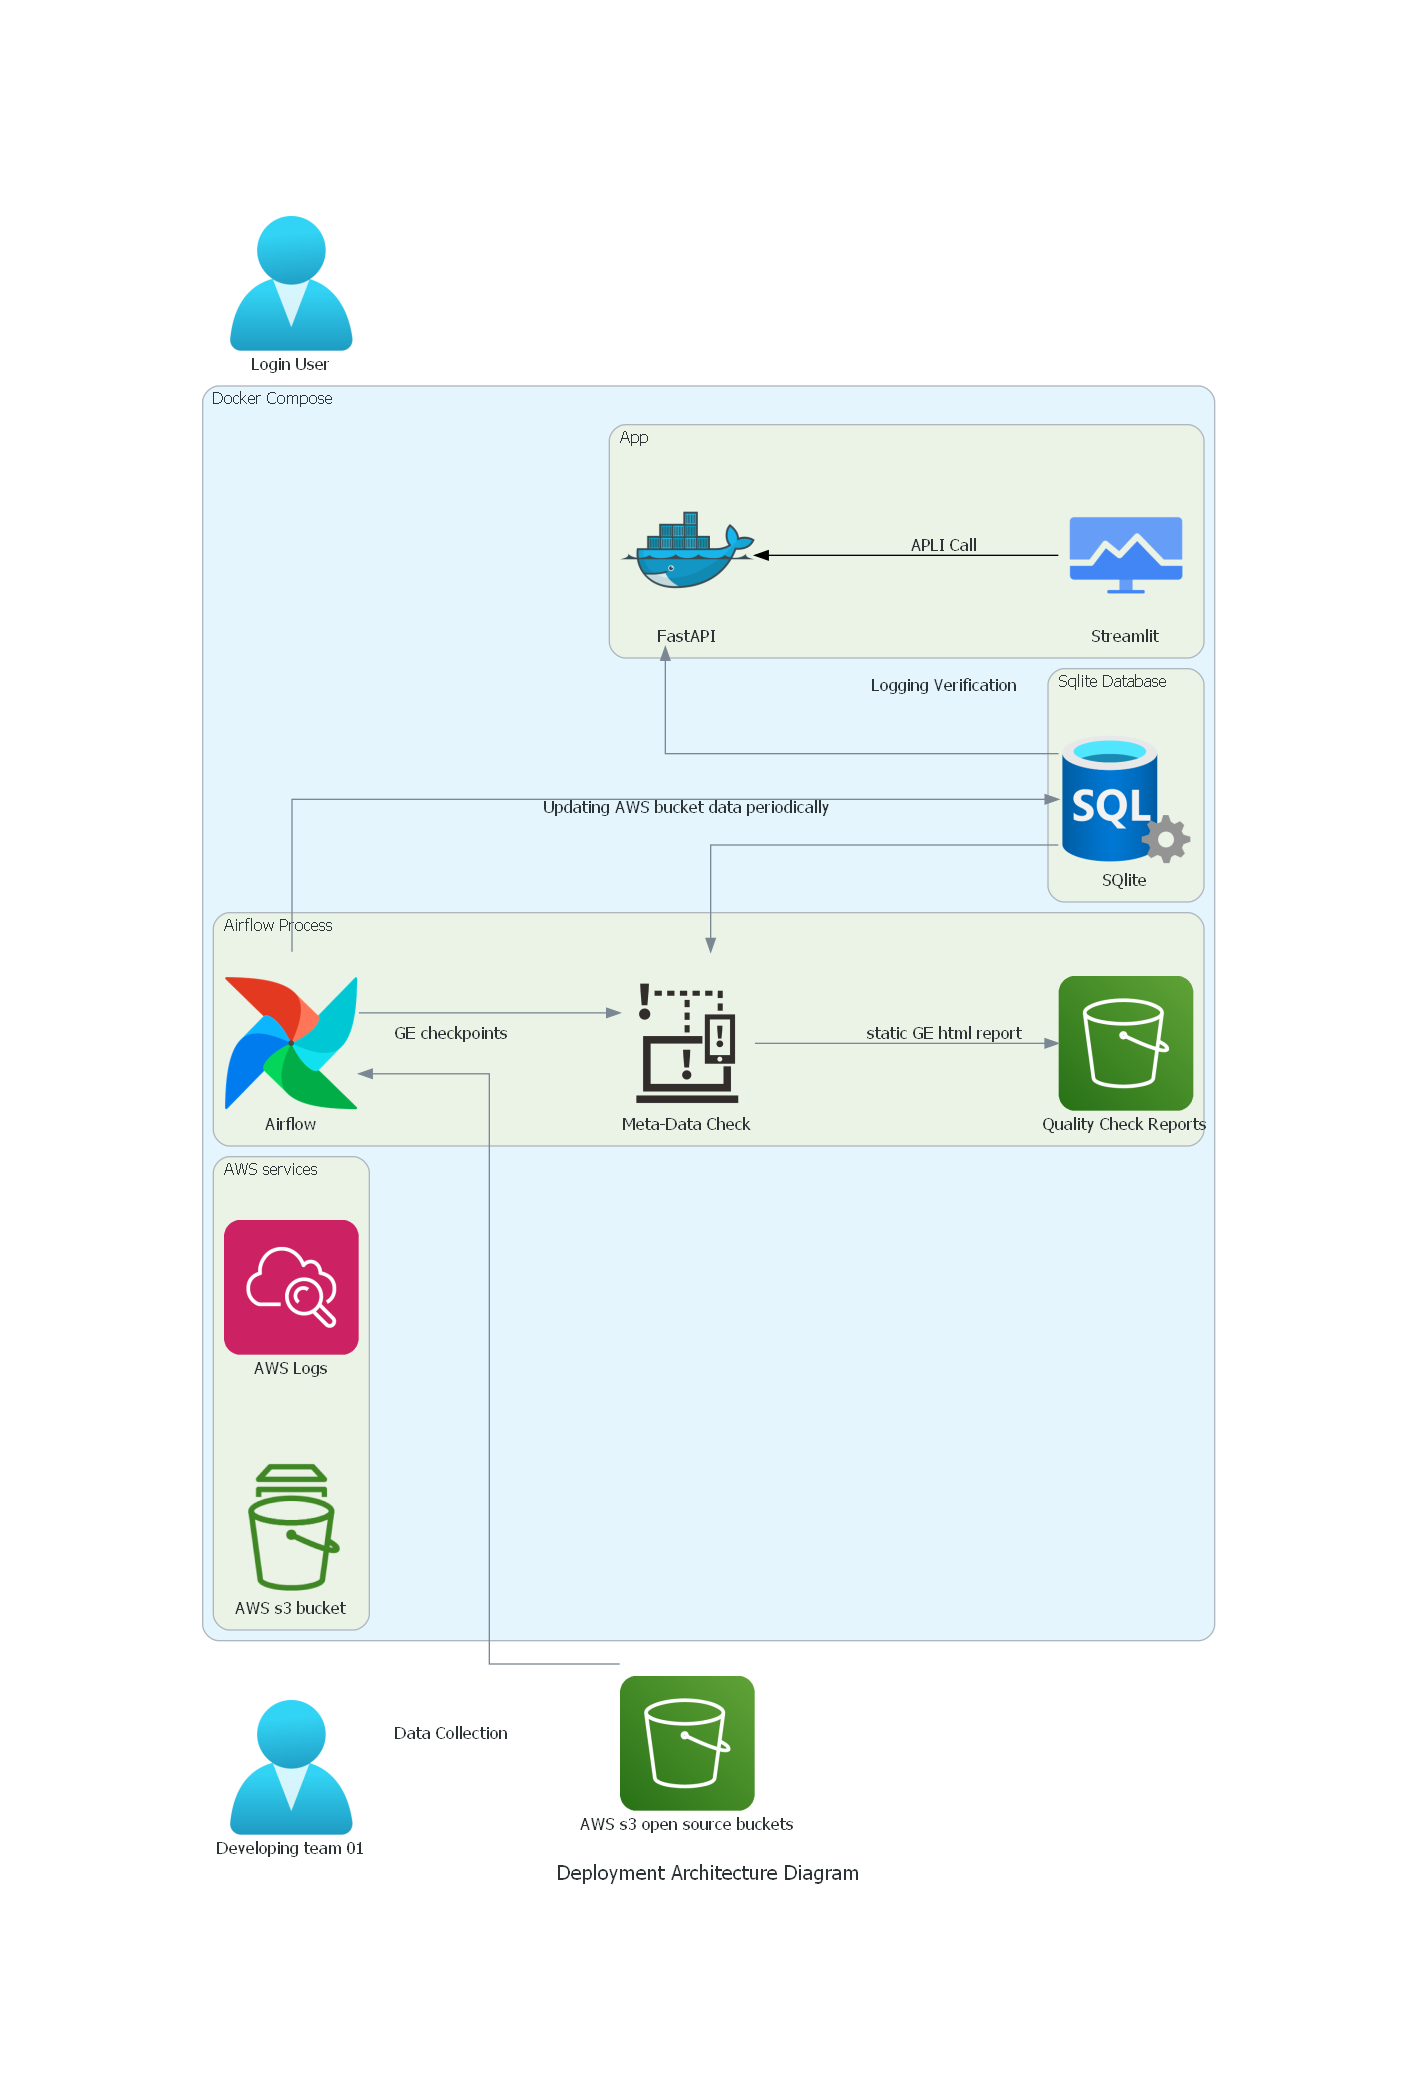 Login User
Docker Compose
App
APLI Call
FastAPI
Streamlit
Logging Verification
Sqlite Database
SQL
Updating AWS bucket data periodically
SQlite
Airflow Process
GE checkpoints
static GE html report
Airflow
Meta-Data Check
Quality Check Reports
AWS services
AWS Logs
AWS s3 bucket
Data Collection
AWS s3 open source buckets
Developing team 01
Deployment Architecture Diagram